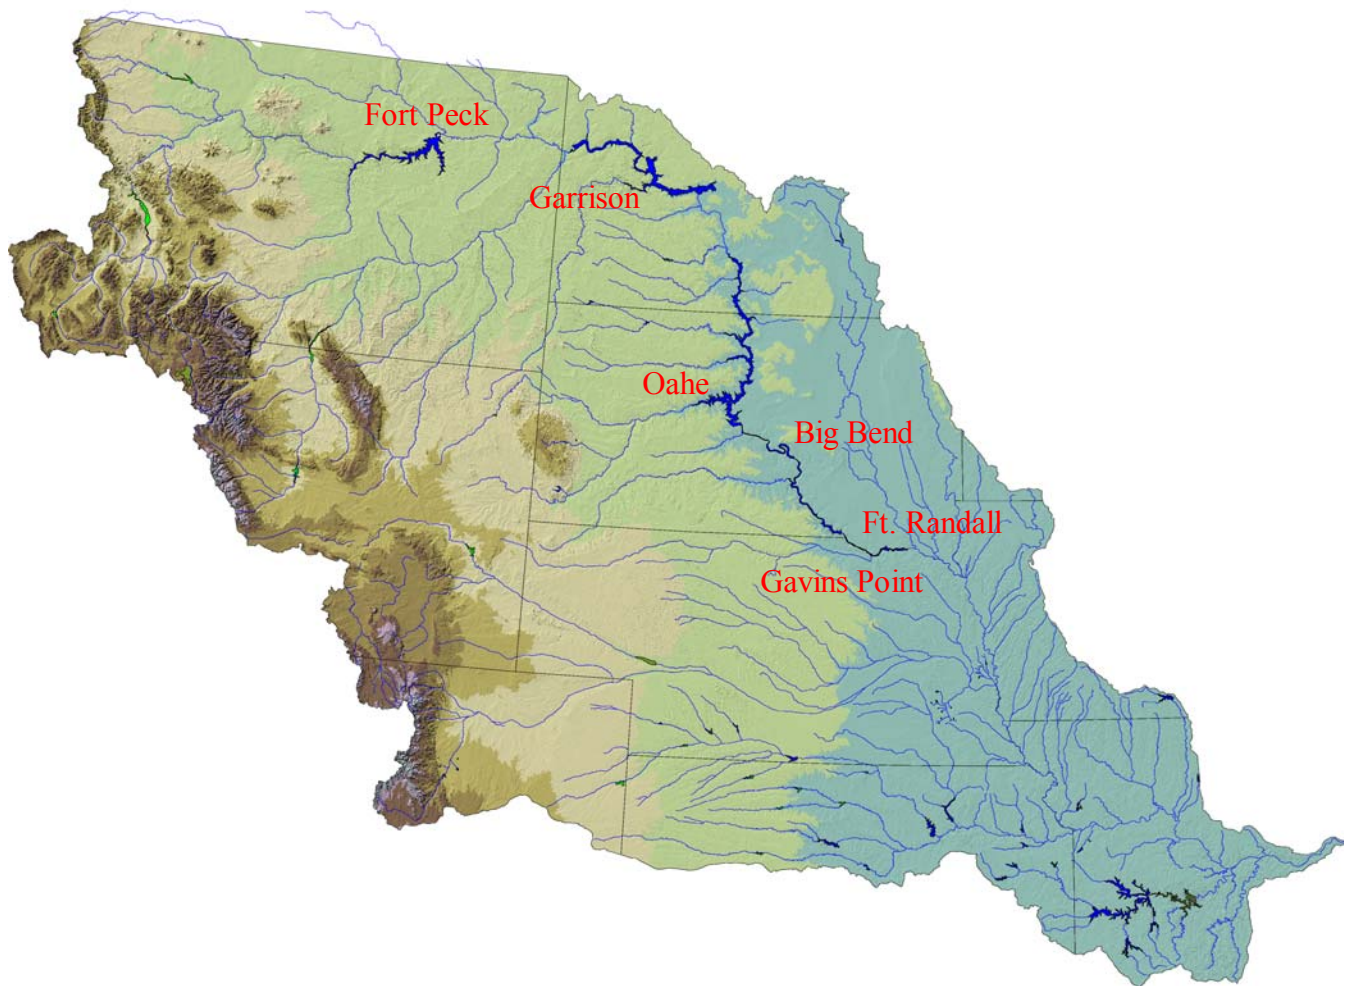 Fort Peck
Garrison
Oahe
Big Bend
Ft. Randall
Gavins Point